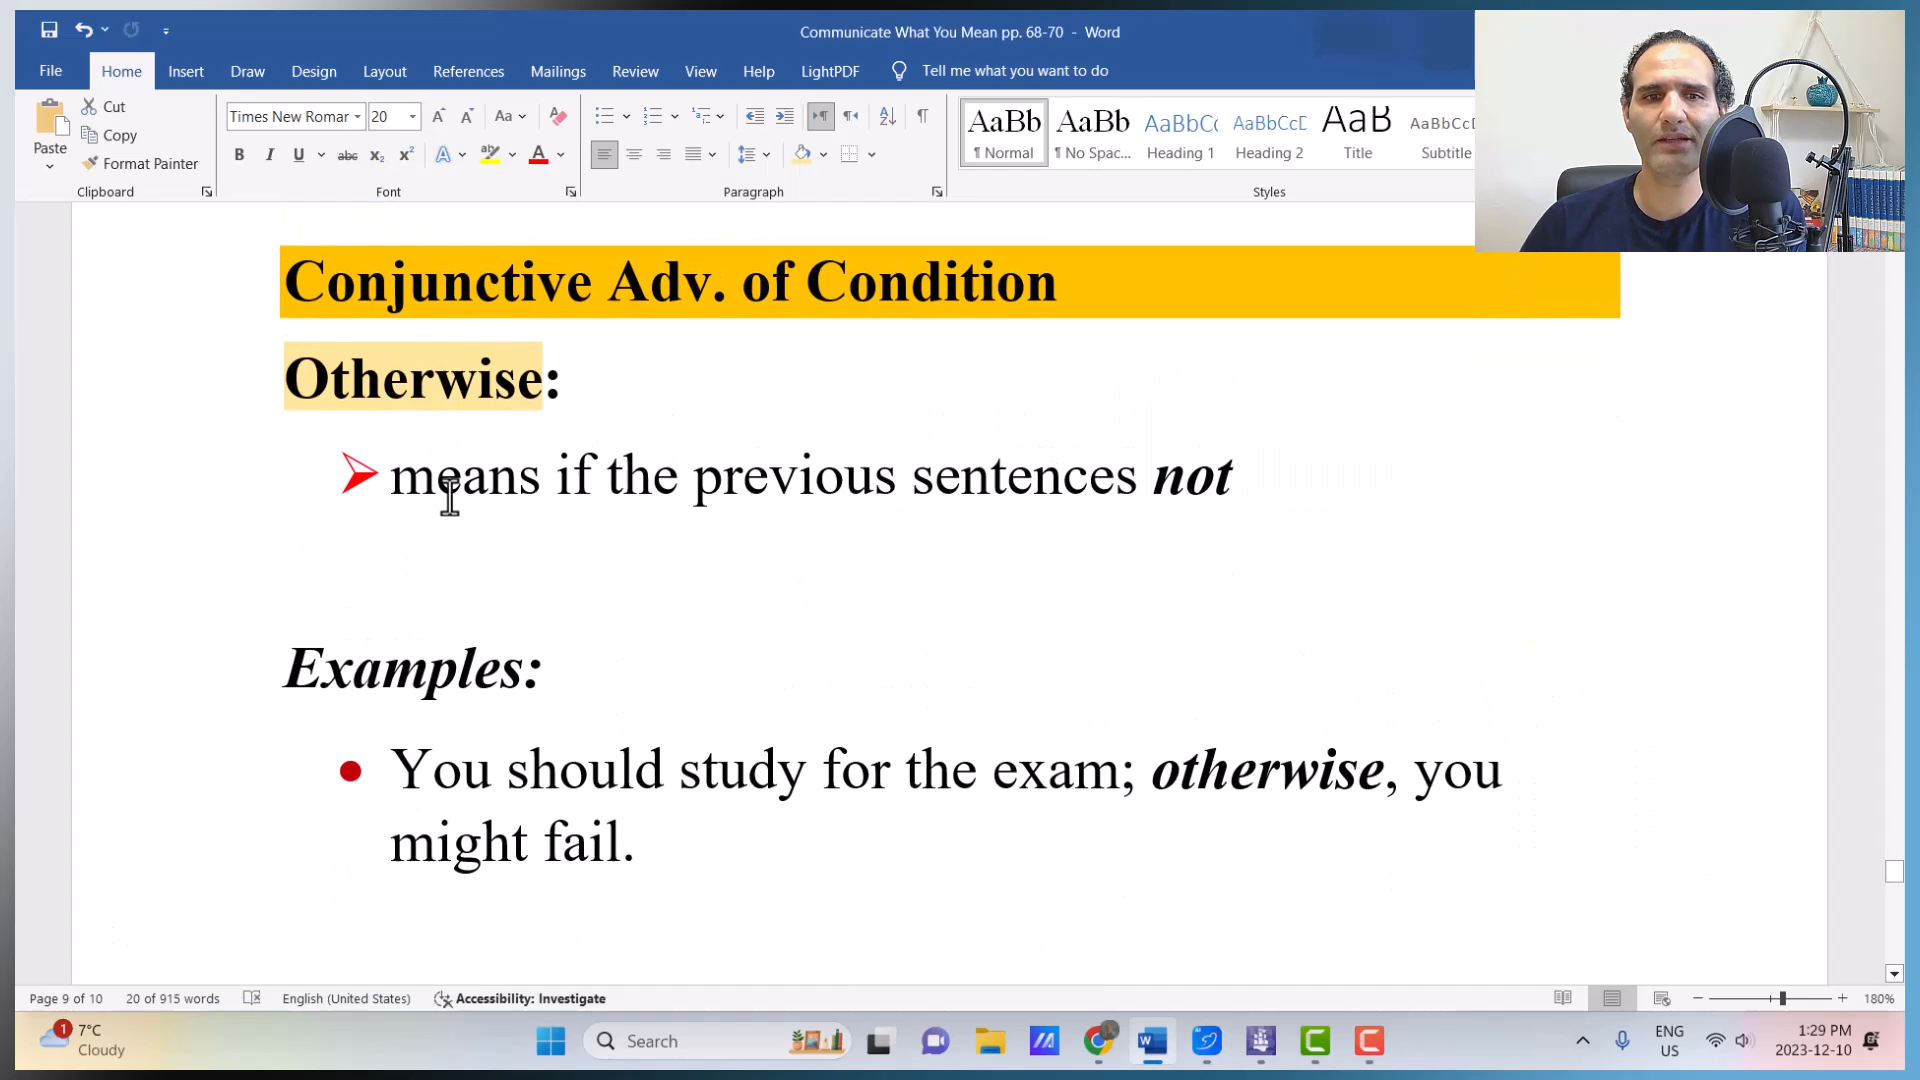 Communicate What You Mean pp. 68-70 - Word
File Home Insert Draw Design Layout References Mailings Review View Help LightPDF Tell me what you want to do
Paste
Cut
Copy
Format Painter
Clipboard
Times New Romar 20
Font
Paragraph
AaBb
¶ Normal
AaBb
¶ No Spac...
AaBbC
Heading 1
AaBbCcD
Heading 2
AaB
Title
AaBbCcD
Subtitle
Styles
Conjunctive Adv. of Condition
Otherwise:
means if the previous sentences not
Examples:
You should study for the exam; otherwise, you
might fail.
Page 9 of 10 20 of 915 words English (United States) Accessibility: Investigate 180%
1
7°C
Cloudy
Search
ENG
US
1:29 PM
2023-12-10